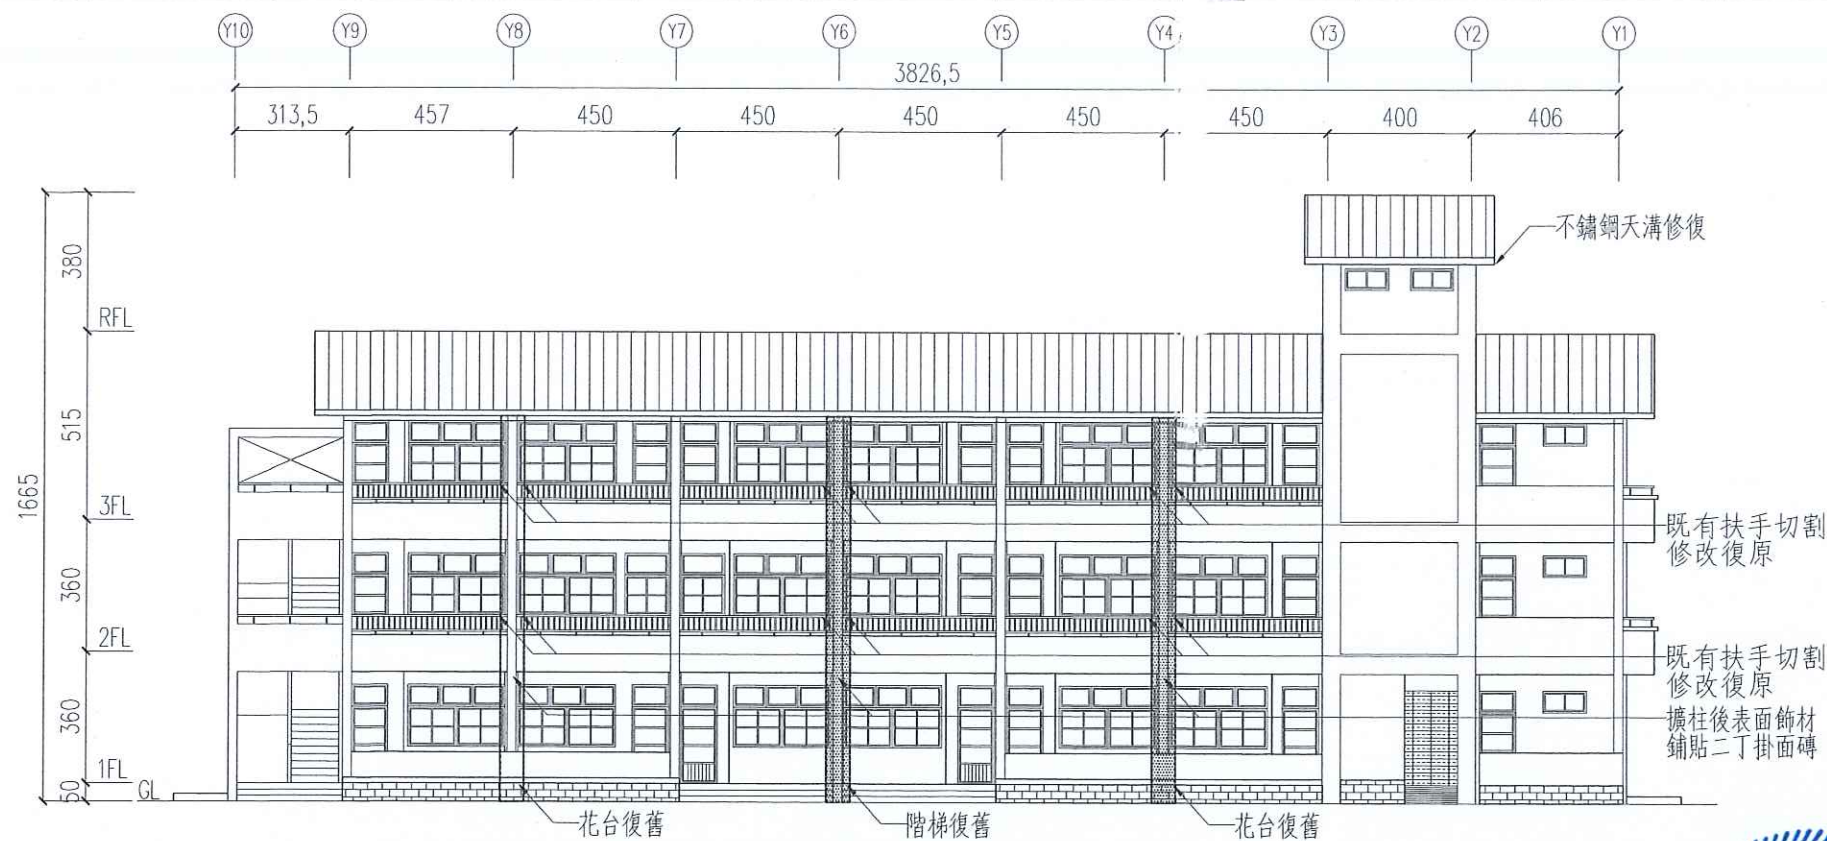 Y10 Y9 Y8 Y7 Y6 Y5 Y4 Y3 Y2 Y1
3826,5
313,5 457 450 450 450 450 450 400 406
不鏽鋼天溝修復
380
RFL
515
1665
3FL
既有扶手切割
修改復原
360
2FL
既有扶手切割
修改復原
360
擴柱後表面飾材
鋪貼二丁掛面磚
1FL
50
GL
花台復舊
階梯復舊
花台復舊